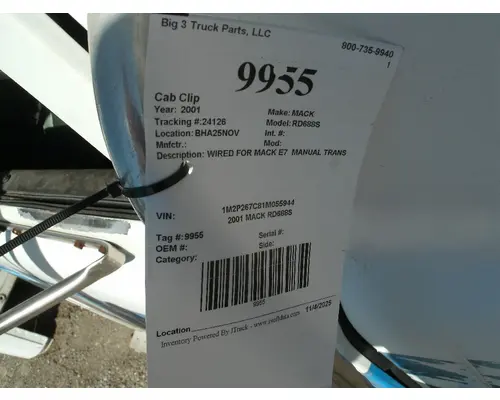 Big 3 Truck Parts, LLC
800-735-9940
1
9955
Cab Clip
Year: 2001 Make: MACK
Tracking #:24126 Model: RD688S
Location: BHA25NOV Int. #:
Mnfctr.: Mod:
Description: WIRED FOR MACK E7 MANUAL TRANS
VIN: 1M2P267C81M055944
2001 MACK RD688S
Tag #: 9955 Serial#:
OEM #: Side:
Category:
9955
Location 11/4/2025
Inventory Powered By ITrack - www.isoftdata.com